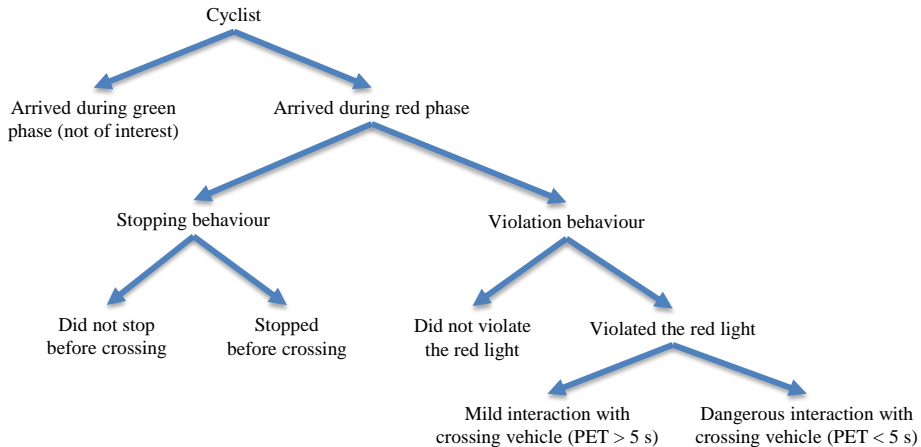 Cyclist
Arrived during green
phase (not of interest)
Arrived during red phase
Stopping behaviour
Violation behaviour
Did not stop
before crossing
Stopped
before crossing
Did not violate
the red light
Violated the red light
Mild interaction with
crossing vehicle (PET > 5 s)
Dangerous interaction with
crossing vehicle (PET < 5 s)